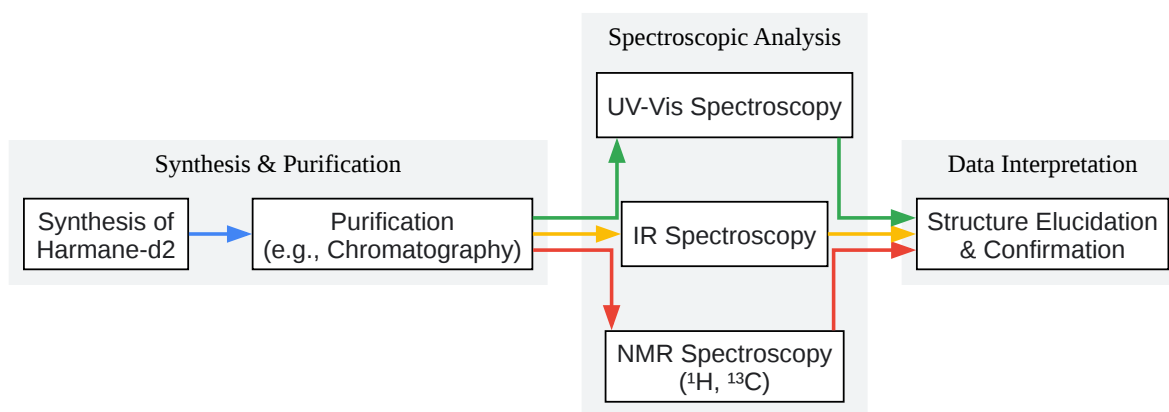 Synthesis & Purification
Synthesis of
Harmane-d2
Purification
(e.g., Chromatography)
Spectroscopic Analysis
UV-Vis Spectroscopy
IR Spectroscopy
NMR Spectroscopy
(¹H, ¹³C)
Data Interpretation
Structure Elucidation
& Confirmation